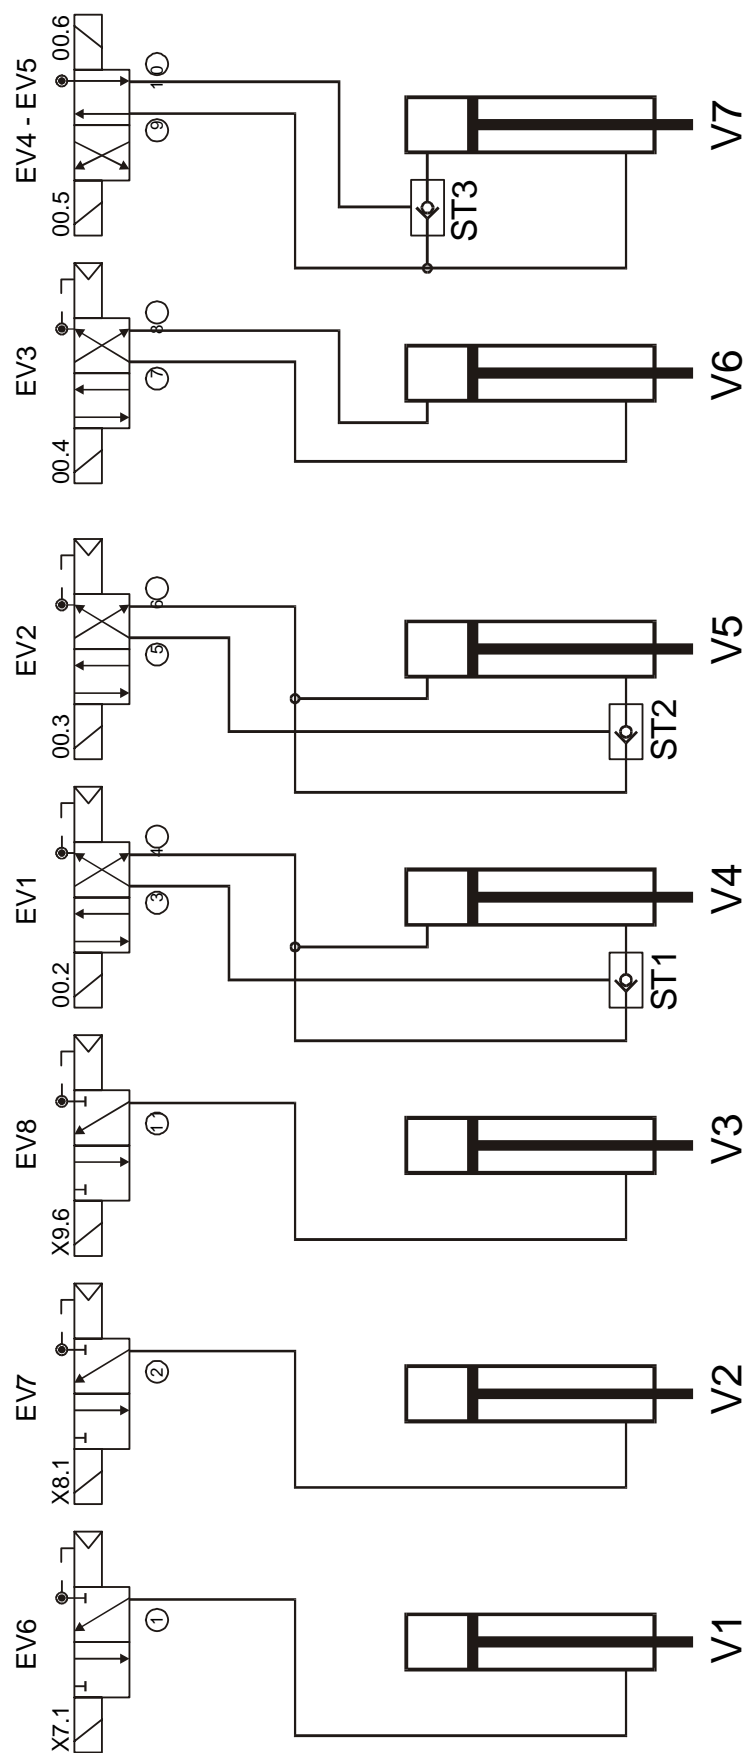 X7.1
EV6
1
V1
X8.1
EV7
2
V2
X9.6
EV8
11
V3
00.2
EV1
3
4
ST1
V4
00.3
EV2
5
6
ST2
V5
00.4
EV3
7
8
V6
00.5
EV4 - EV5
00.6
9
10
ST3
V7